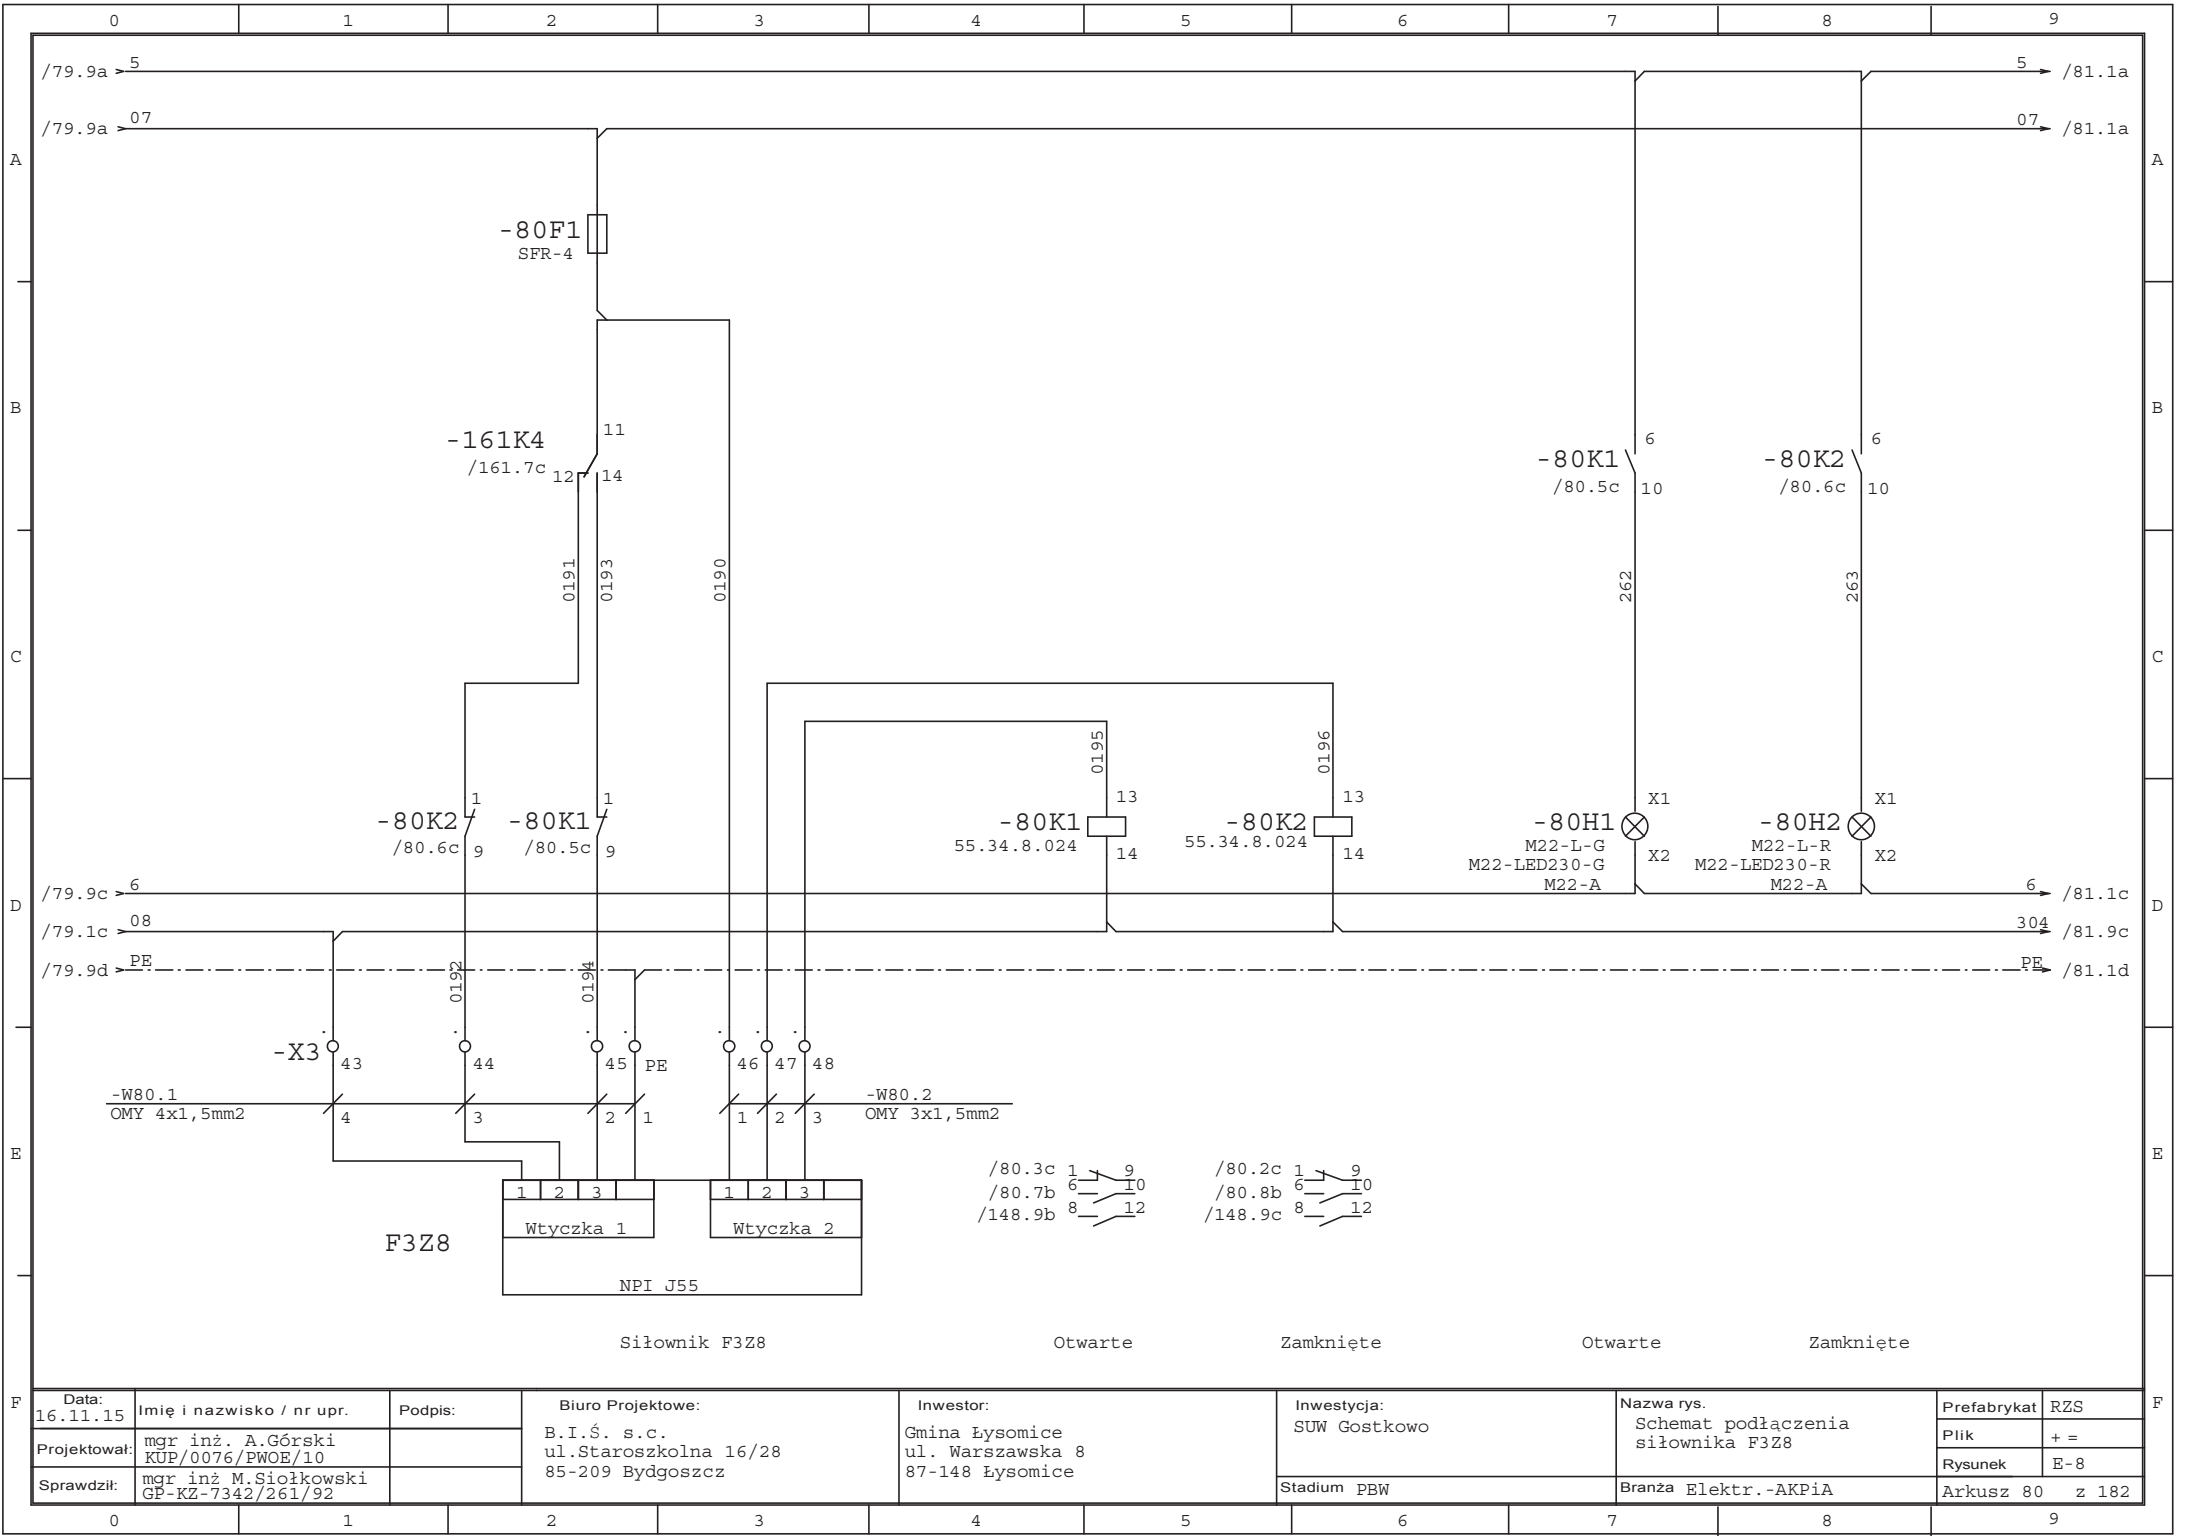 0 1 2 3 4 5 6 7 8 9
/79.9a 5 5 /81.1a
/79.9a 07 07 /81.1a
A A
-80F1
SFR-4
B B
-161K4 11
/161.7c 12 14
-80K1 6
/80.5c 10
-80K2 6
/80.6c 10
0191 0193 0190 262 263
C C
0195 0196
-80K2 1
/80.6c 9
-80K1 1
/80.5c 9
-80K1 13
55.34.8.024 14
-80K2 13
55.34.8.024 14
-80H1 X1
M22-L-G X2
M22-LED230-G
M22-A
-80H2 X1
M22-L-R X2
M22-LED230-R
M22-A
/79.9c 6 6 /81.1c
D D
/79.1c 08 304 /81.9c
/79.9d PE PE /81.1d
0192 0194
-X3 43 44 45 PE 46 47 48
-W80.1
OMY 4x1,5mm2
4 3 2 1 1 2 3
-W80.2
OMY 3x1,5mm2
E E
/80.3c 1 9
/80.7b 6 10
/148.9b 8 12
/80.2c 1 9
/80.8b 6 10
/148.9c 8 12
1 2 3 1 2 3
Wtyczka 1 Wtyczka 2
F3Z8
NPI J55
Siłownik F3Z8 Otwarte Zamknięte Otwarte Zamknięte
F F
Data:
16.11.15
Imię i nazwisko / nr upr.
Podpis:
Projektował:
mgr inż. A.Górski
KUP/0076/PWOE/10
Sprawdził:
mgr inż M.Siołkowski
GP-KZ-7342/261/92
Biuro Projektowe:
B.I.Ś. s.c.
ul.Staroszkolna 16/28
85-209 Bydgoszcz
Inwestor:
Gmina Łysomice
ul. Warszawska 8
87-148 Łysomice
Inwestycja:
SUW Gostkowo
Stadium PBW
Nazwa rys.
Schemat podłączenia
siłownika F3Z8
Branża Elektr.-AKPiA
Prefabrykat RZS
Plik + =
Rysunek E-8
Arkusz 80 z 182
0 1 2 3 4 5 6 7 8 9